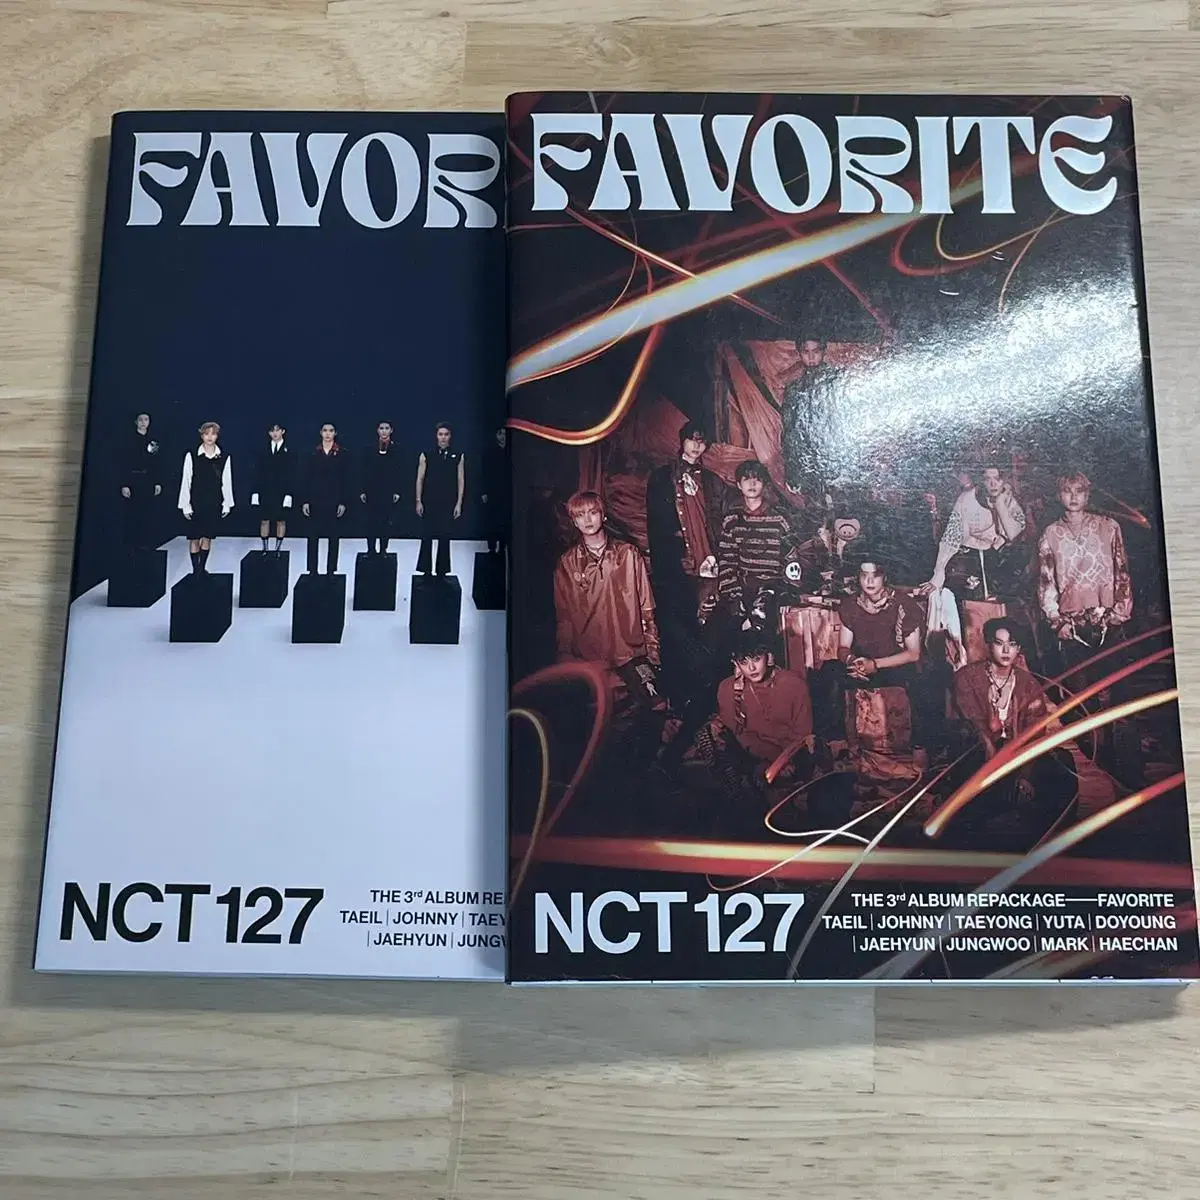 FAVOR
NCT 127
THE 3rd ALBUM RE
TAEIL | JOHNNY | TAEY
| JAEHYUN | JUNGW
FAVORITE
NCT 127
THE 3rd ALBUM REPACKAGE——FAVORITE
TAEIL | JOHNNY | TAEYONG | YUTA | DOYOUNG
| JAEHYUN | JUNGWOO | MARK | HAECHAN